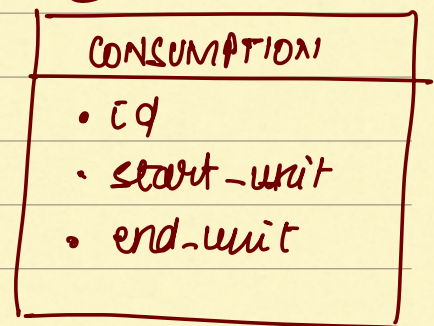 CONSUMPTION
• id
• start_unit
• end_unit